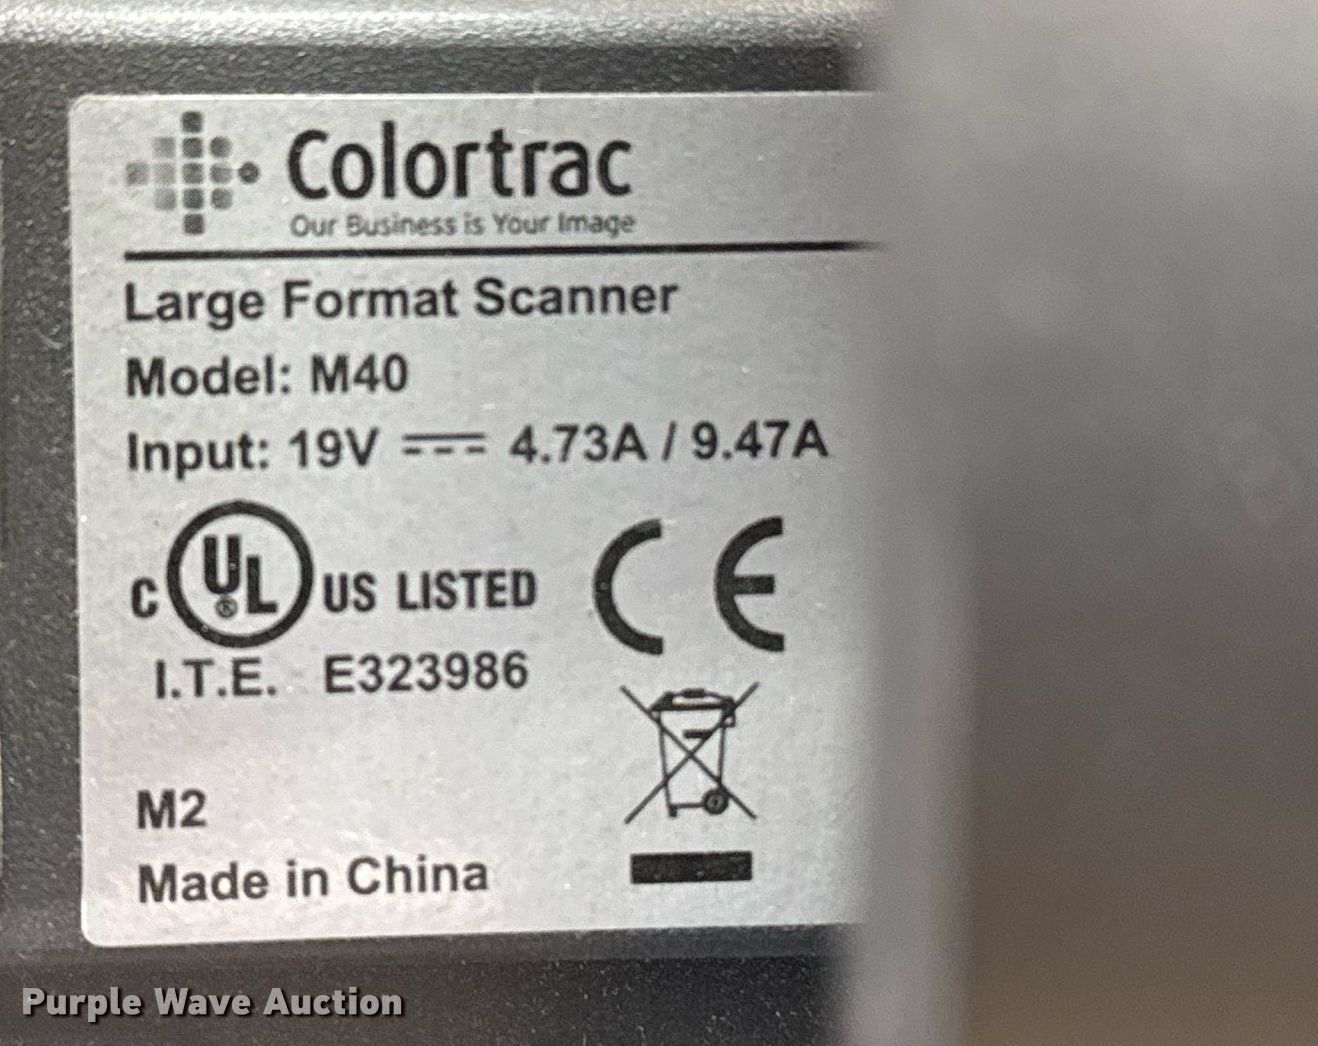 Colortrac
Our Business is Your Image
Large Format Scanner
Model: M40
Input: 19V ⎓ 4.73A / 9.47A
C UL ® US LISTED CE
I.T.E. E323986
M2
Made in China
Purple Wave Auction